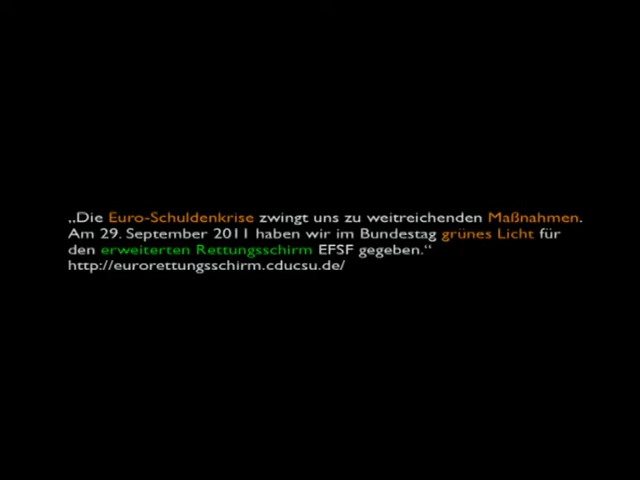 „Die Euro-Schuldenkrise zwingt uns zu weitreichenden Maßnahmen.
Am 29. September 2011 haben wir im Bundestag grünes Licht für
den erweiterten Rettungsschirm EFSF gegeben.“
http://eurorettungsschirm.cducsu.de/